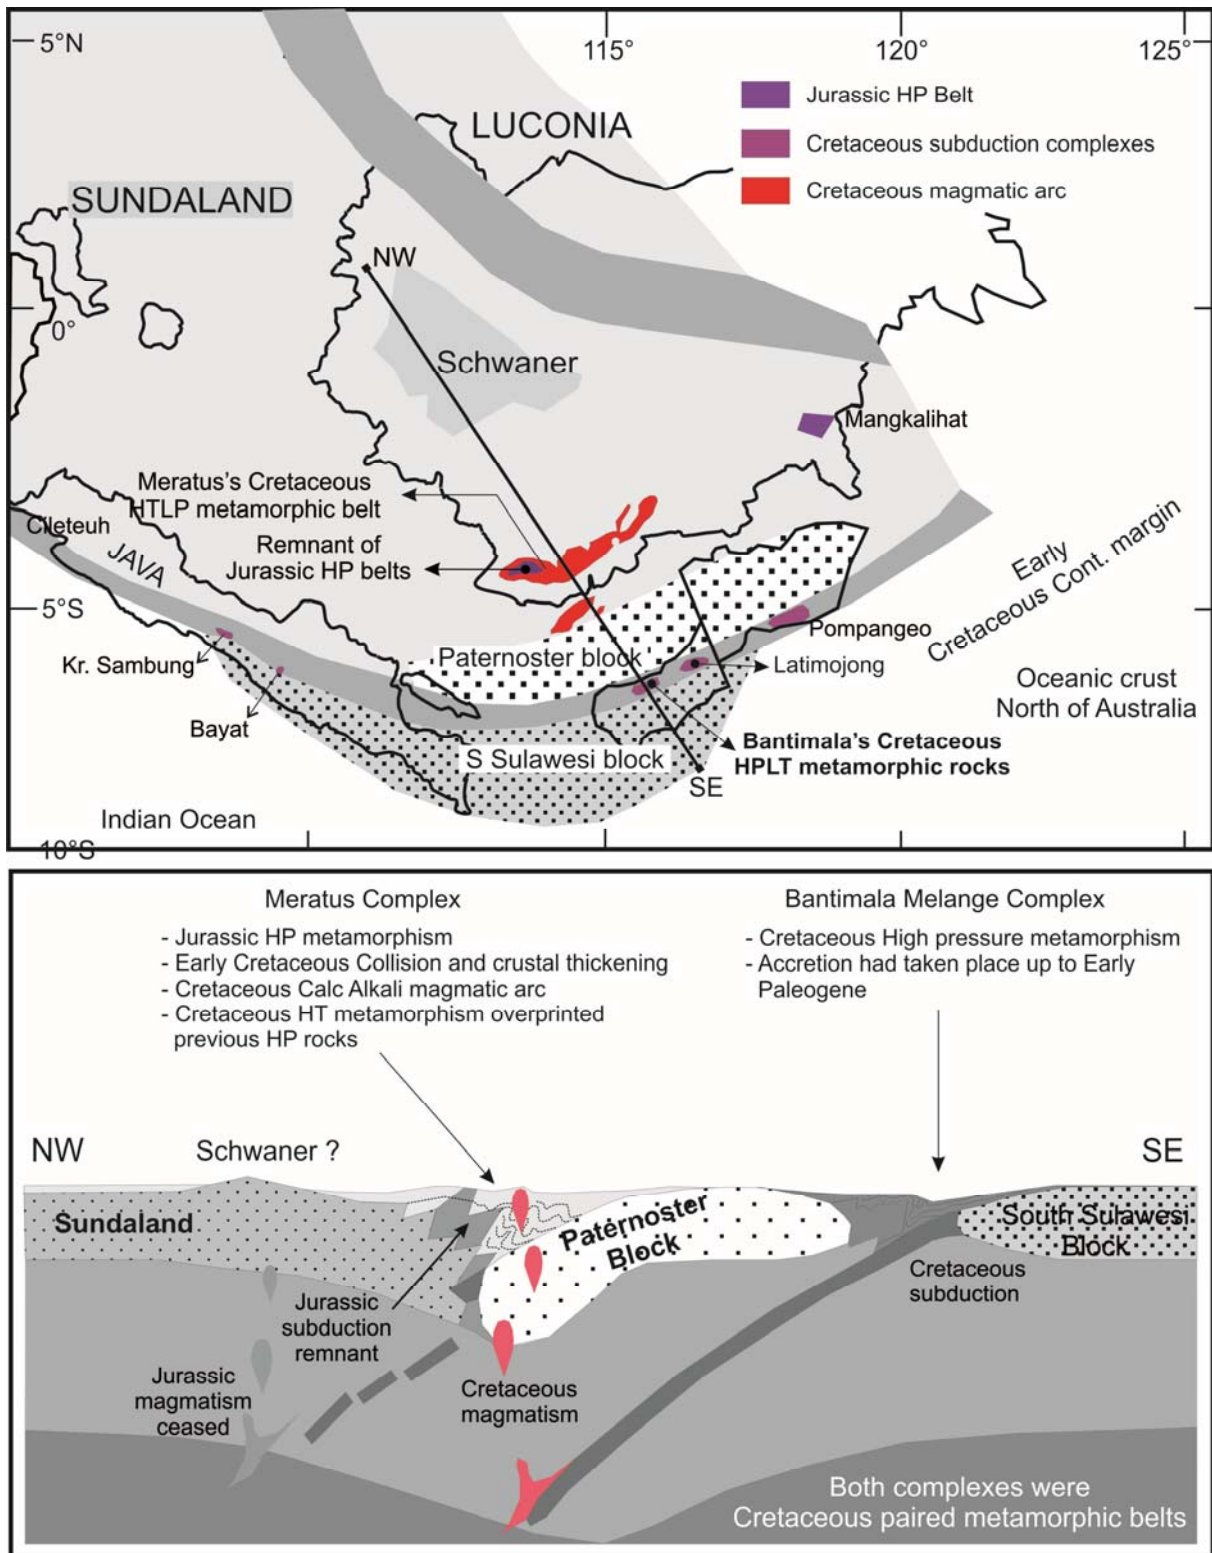 5°N
115°
120°
125°
Jurassic HP Belt
LUCONIA
Cretaceous subduction complexes
SUNDALAND
Cretaceous magmatic arc
NW
0°
Schwaner
Mangkalihat
Meratus's Cretaceous
HTLP metamorphic belt
Cileteuh
JAVA
Remnant of
Jurassic HP belts
Early
Cretaceous Cont. margin
5°S
Kr. Sambung
Paternoster block
Pompangeo
Latimojong
Oceanic crust
North of Australia
Bayat
S Sulawesi block
Bantimala's Cretaceous
HPLT metamorphic rocks
SE
Indian Ocean
10°S
Meratus Complex
- Jurassic HP metamorphism
- Early Cretaceous Collision and crustal thickening
- Cretaceous Calc Alkali magmatic arc
- Cretaceous HT metamorphism overprinted
previous HP rocks
Bantimala Melange Complex
- Cretaceous High pressure metamorphism
- Accretion had taken place up to Early
Paleogene
NW
Schwaner ?
SE
Sundaland
Paternoster
Block
South Sulawesi
Block
Jurassic
subduction
remnant
Cretaceous
subduction
Jurassic
magmatism
ceased
Cretaceous
magmatism
Both complexes were
Cretaceous paired metamorphic belts